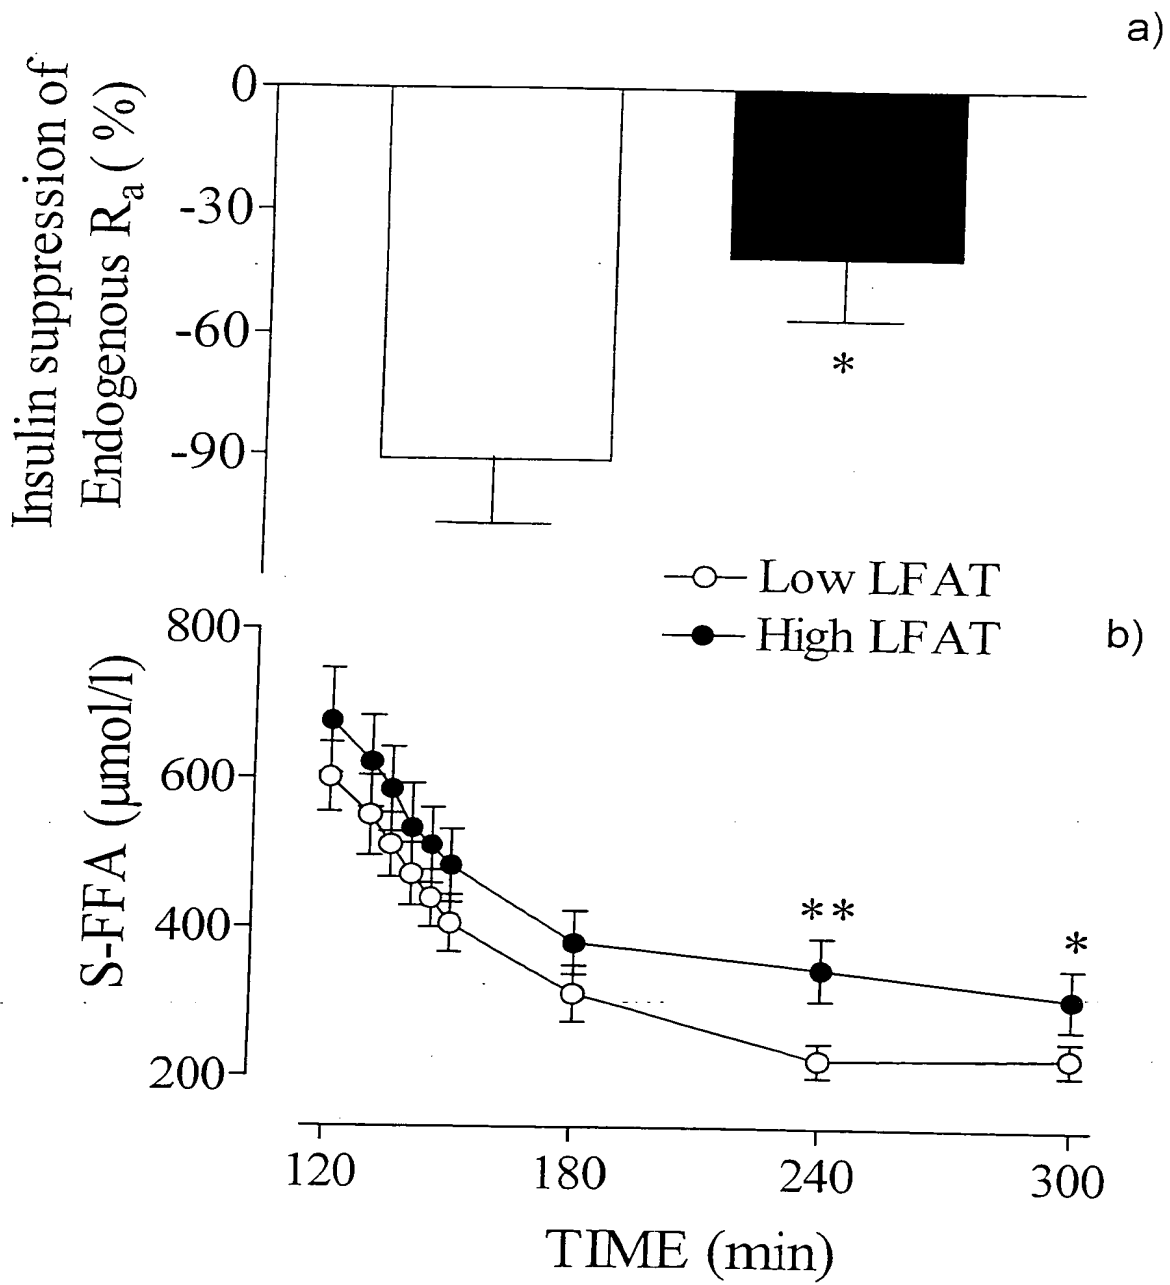 a)
Insulin suppression of
Endogenous Ra ( %)
0
-30
-60
-90
*
Low LFAT
High LFAT
b)
S-FFA (µmol/l)
800
600
400
200
**
*
120 180 240 300
TIME (min)